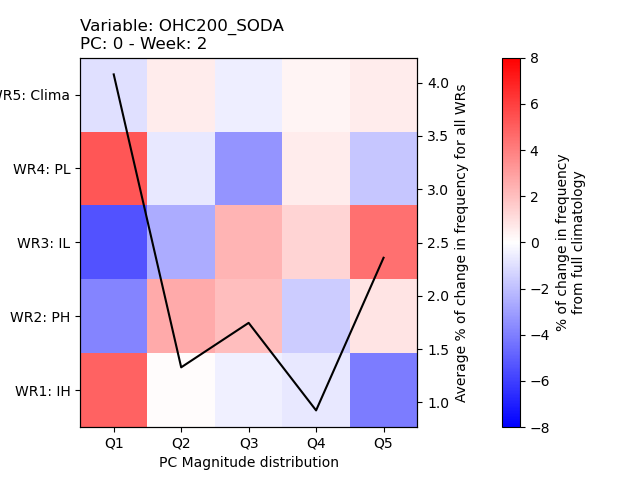 Variable: OHC200_SODA
PC: 0 - Week: 2
R5: Clima
WR4: PL
WR3: IL
WR2: PH
WR1: IH
Q1 Q2 Q3 Q4 Q5
PC Magnitude distribution
4.0
3.5
3.0
2.5
2.0
1.5
1.0
Average % of change in frequency for all WRs
8
6
4
2
0
−2
−4
−6
−8
% of change in frequency
from full climatology